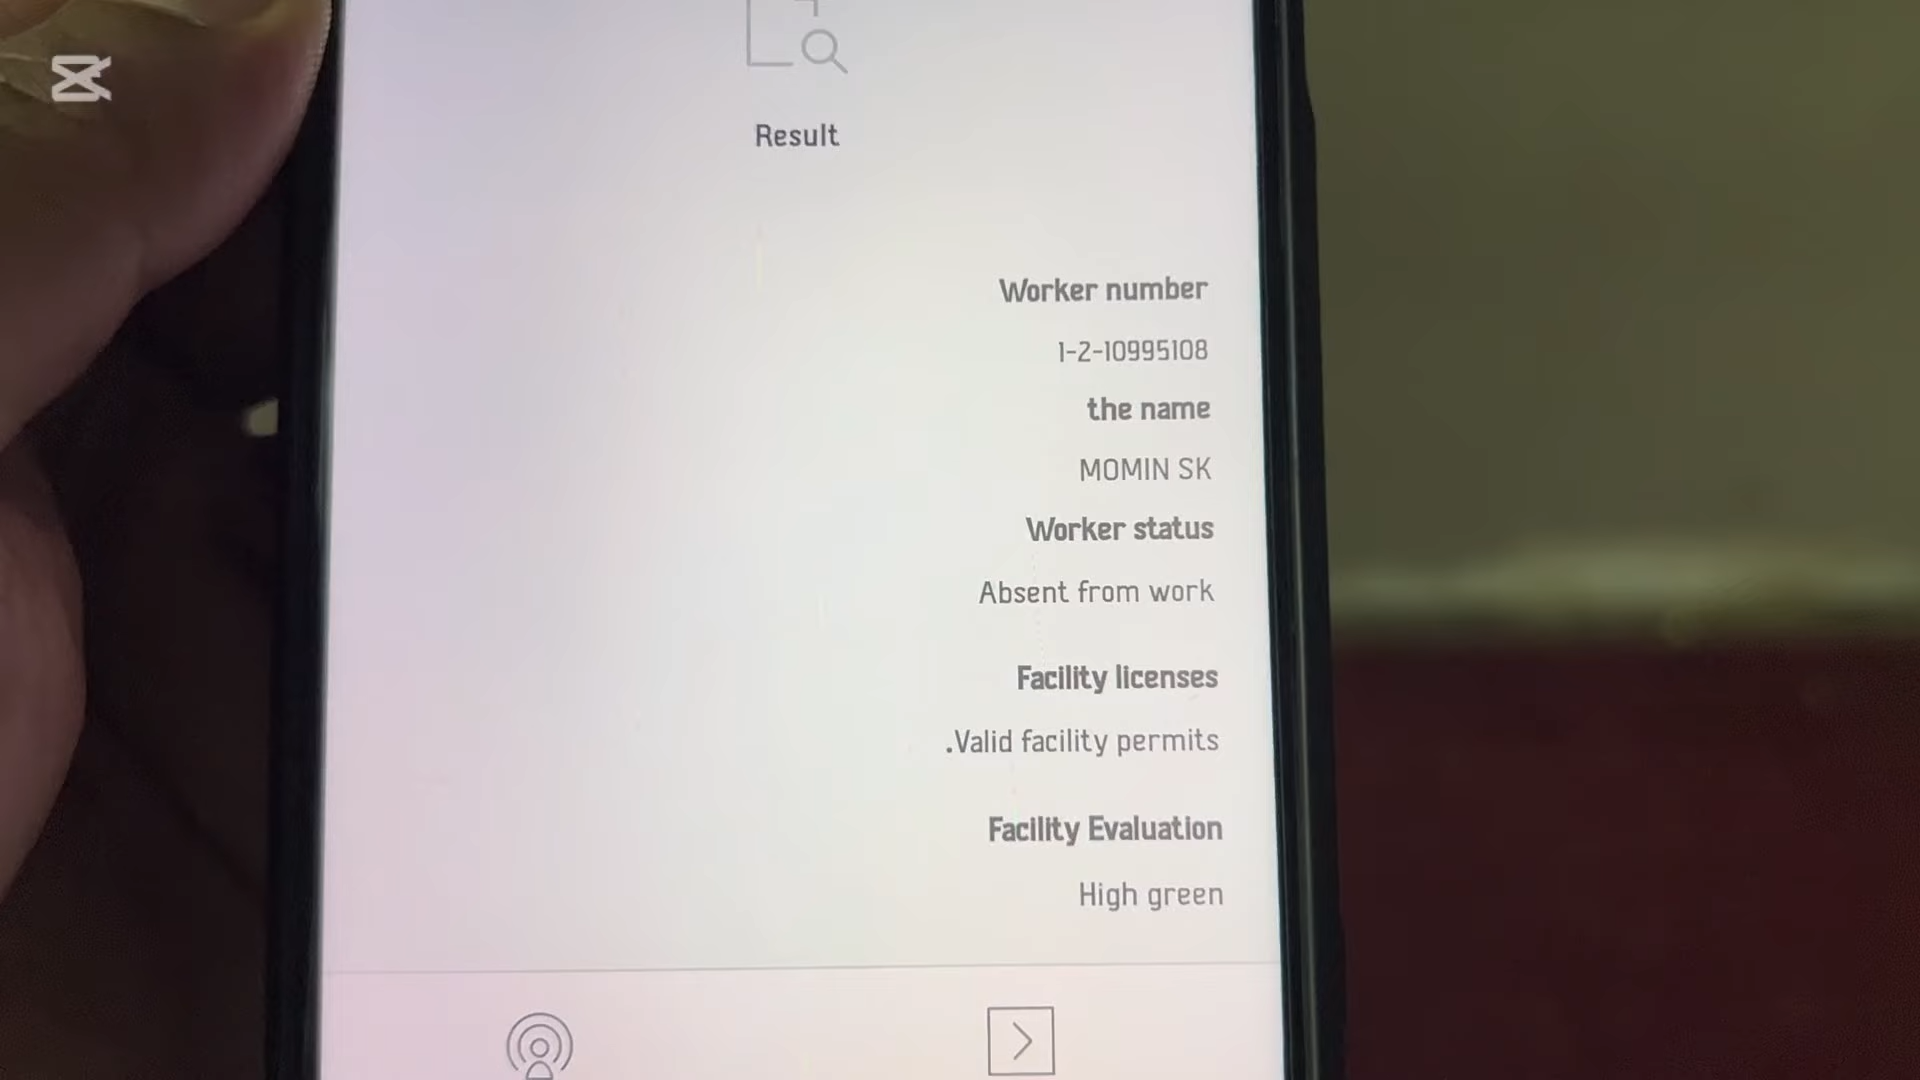 Result
Worker number
1-2-10995108
the name
MOMIN SK
Worker status
Absent from work
Facility licenses
.Valid facility permits
Facility Evaluation
High green